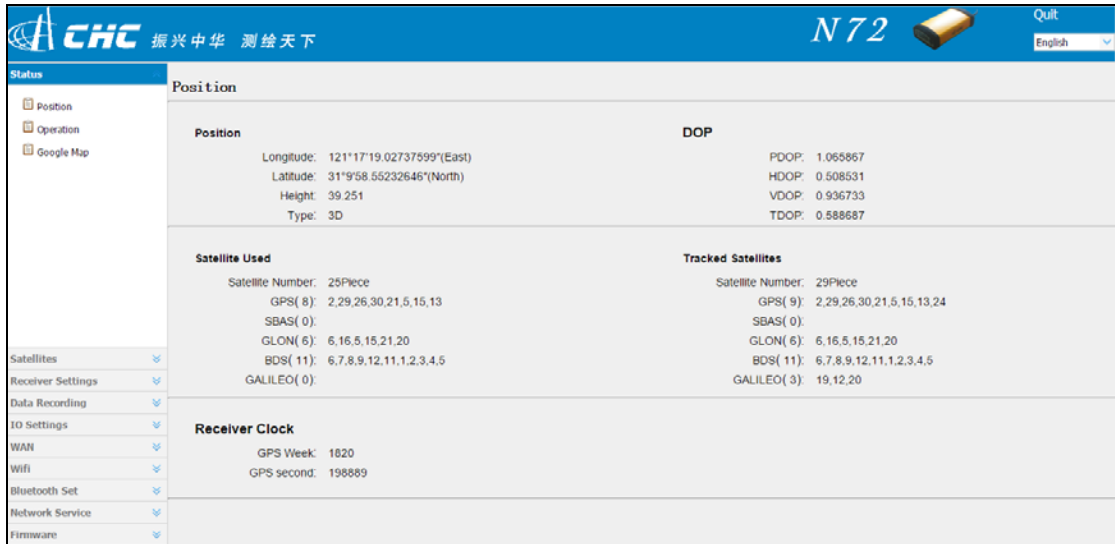 CHC 振兴中华 测绘天下
N72
Quit
English
Status
Position
Operation
Google Map
Satellites
Receiver Settings
Data Recording
IO Settings
WAN
Wifi
Bluetooth Set
Network Service
Firmware
Position
Position
Longitude: 121°17'19.02737599"(East)
Latitude: 31°9'58.55232646"(North)
Height: 39.251
Type: 3D
DOP
PDOP: 1.065867
HDOP: 0.508531
VDOP: 0.936733
TDOP: 0.588687
Satellite Used
Satellite Number: 25Piece
GPS( 8): 2,29,26,30,21,5,15,13
SBAS( 0):
GLON( 6): 6,16,5,15,21,20
BDS( 11): 6,7,8,9,12,11,1,2,3,4,5
GALILEO( 0):
Tracked Satellites
Satellite Number: 29Piece
GPS( 9): 2,29,26,30,21,5,15,13,24
SBAS( 0):
GLON( 6): 6,16,5,15,21,20
BDS( 11): 6,7,8,9,12,11,1,2,3,4,5
GALILEO( 3): 19,12,20
Receiver Clock
GPS Week: 1820
GPS second: 198889